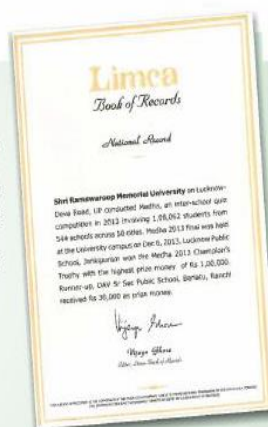 Limca
Book of Records
National Record
Shri Ramswaroop Memorial University on Lucknow-
Deva Road, UP conducted Medha, an inter-school quiz
competition in 2013 involving 1,08,062 students from
544 schools across 50 cities. Medha 2013 final was held
at the University campus on Dec 6, 2013. Lucknow Public
School, Jankipuram won the Medha 2013 Champion's
Trophy with the highest prize money of Rs 1,00,000.
Runner-up, DAV Sr Sec Public School, Bariatu, Ranchi
received Rs 30,000 as prize money.
Vijaya Ghose
Editor, Limca Book of Records